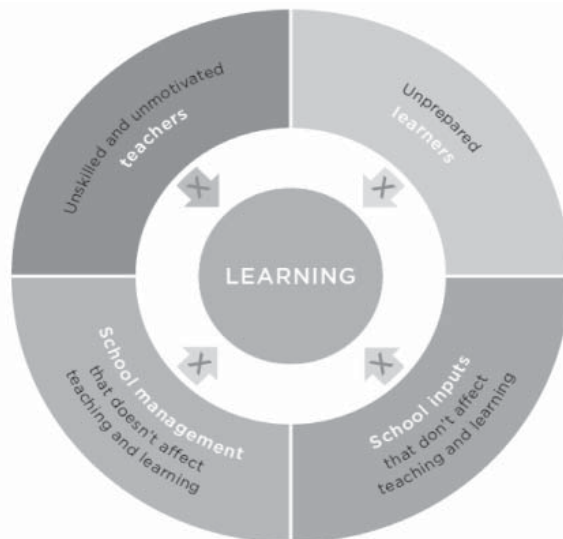 Unskilled and unmotivated
teachers
Unprepared
learners
X
X
LEARNING
X
X
School management
that doesn't affect
teaching and learning
School inputs
that don't affect
teaching and learning